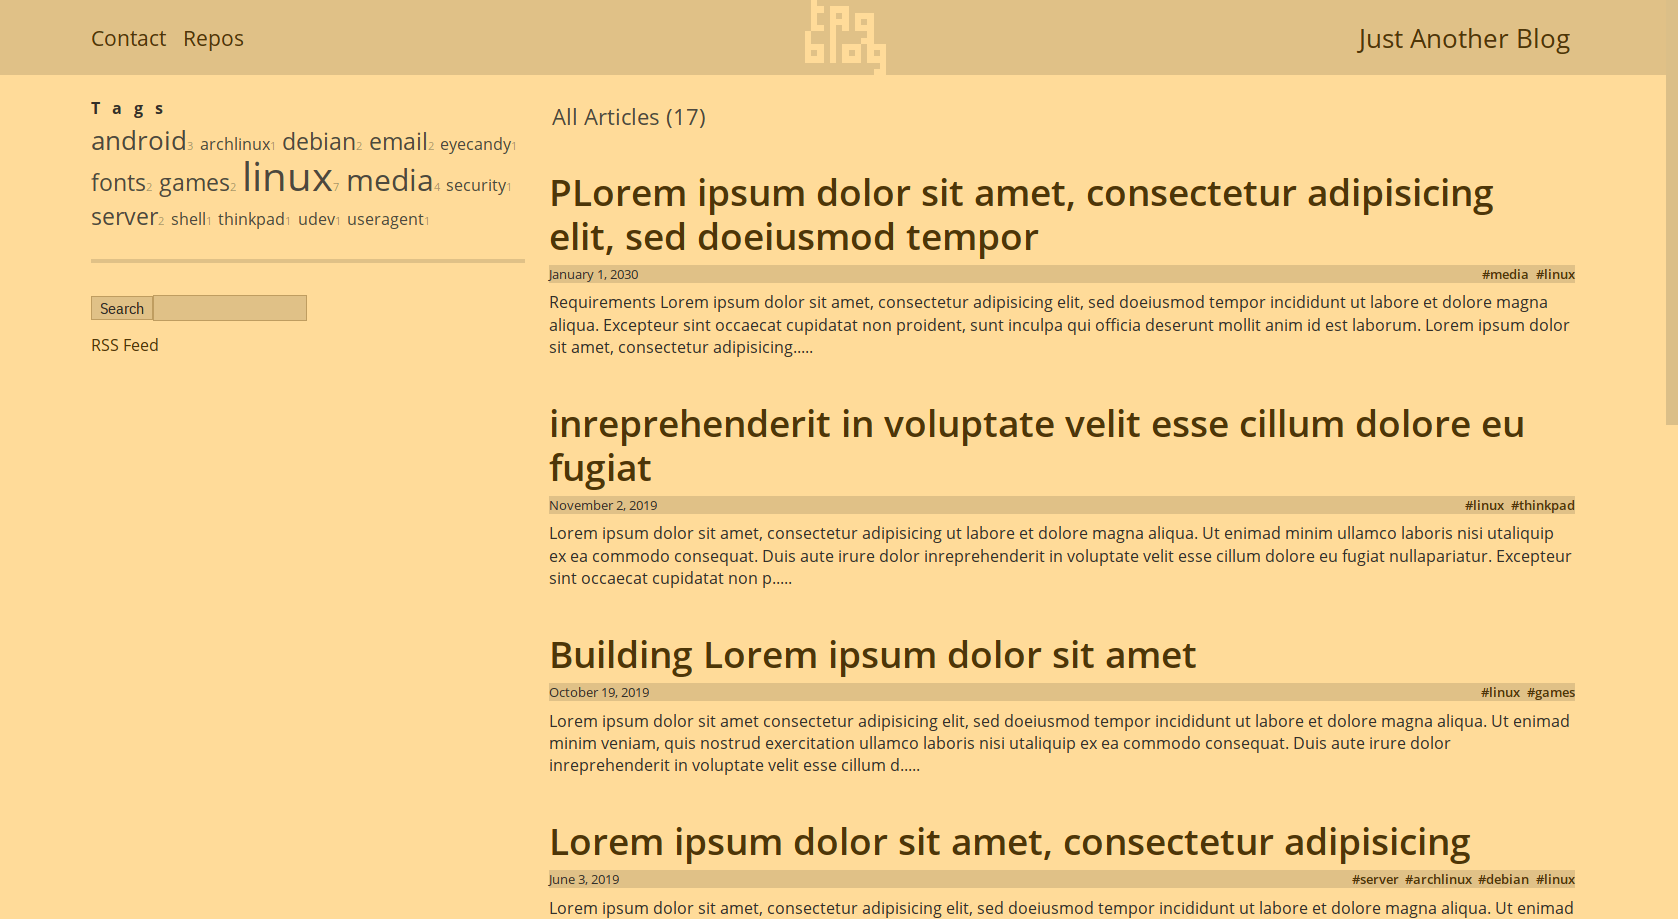 Contact Repos
tag
blog
Just Another Blog
Tags
android3 archlinux1 debian2 email2 eyecandy1
fonts2 games2 linux7 media4 security1
server2 shell1 thinkpad1 udev1 useragent1
Search
RSS Feed
All Articles (17)
PLorem ipsum dolor sit amet, consectetur adipisicing
elit, sed doeiusmod tempor
January 1, 2030 #media #linux
Requirements Lorem ipsum dolor sit amet, consectetur adipisicing elit, sed doeiusmod tempor incididunt ut labore et dolore magna
aliqua. Excepteur sint occaecat cupidatat non proident, sunt inculpa qui officia deserunt mollit anim id est laborum. Lorem ipsum dolor
sit amet, consectetur adipisicing.....
inreprehenderit in voluptate velit esse cillum dolore eu
fugiat
November 2, 2019 #linux #thinkpad
Lorem ipsum dolor sit amet, consectetur adipisicing ut labore et dolore magna aliqua. Ut enimad minim ullamco laboris nisi utaliquip
ex ea commodo consequat. Duis aute irure dolor inreprehenderit in voluptate velit esse cillum dolore eu fugiat nullapariatur. Excepteur
sint occaecat cupidatat non p.....
Building Lorem ipsum dolor sit amet
October 19, 2019 #linux #games
Lorem ipsum dolor sit amet consectetur adipisicing elit, sed doeiusmod tempor incididunt ut labore et dolore magna aliqua. Ut enimad
minim veniam, quis nostrud exercitation ullamco laboris nisi utaliquip ex ea commodo consequat. Duis aute irure dolor
inreprehenderit in voluptate velit esse cillum d.....
Lorem ipsum dolor sit amet, consectetur adipisicing
June 3, 2019 #server #archlinux #debian #linux
Lorem ipsum dolor sit amet, consectetur adipisicing elit, sed doeiusmod tempor incididunt ut labore et dolore magna aliqua. Ut enimad